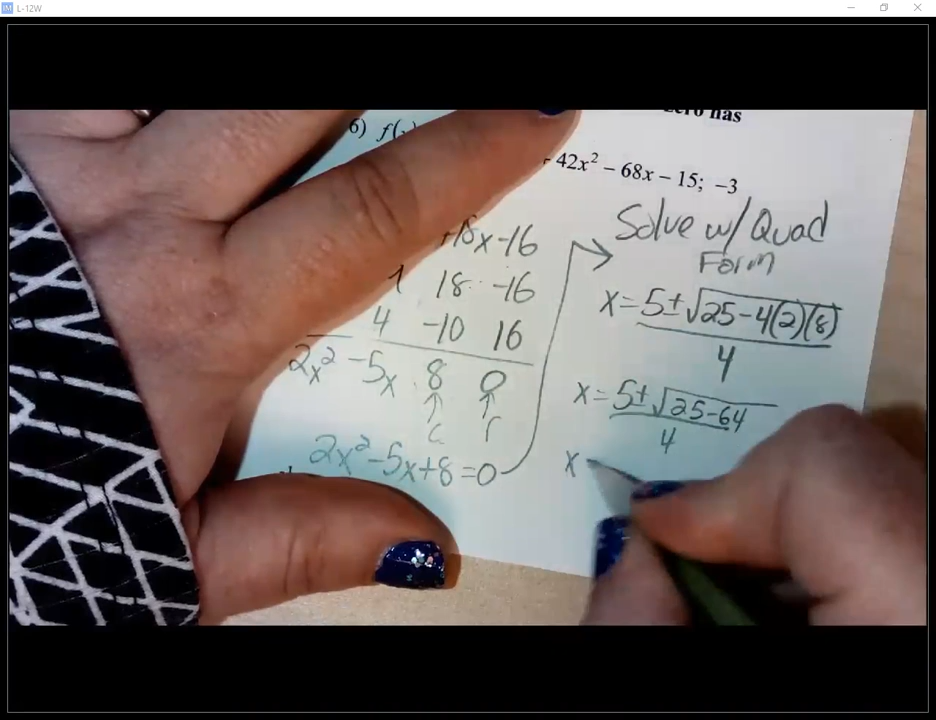 L-12W
zero has
6) f(
42x² – 68x – 15; –3
Solve w/ Quad
Form
+18x-16
1 18 -16
4 -10 16
2x² -5x 8 0
c r
2x²-5x+8=0
x=5±√25-4(2)(8)
4
x=5±√25-64
4
x